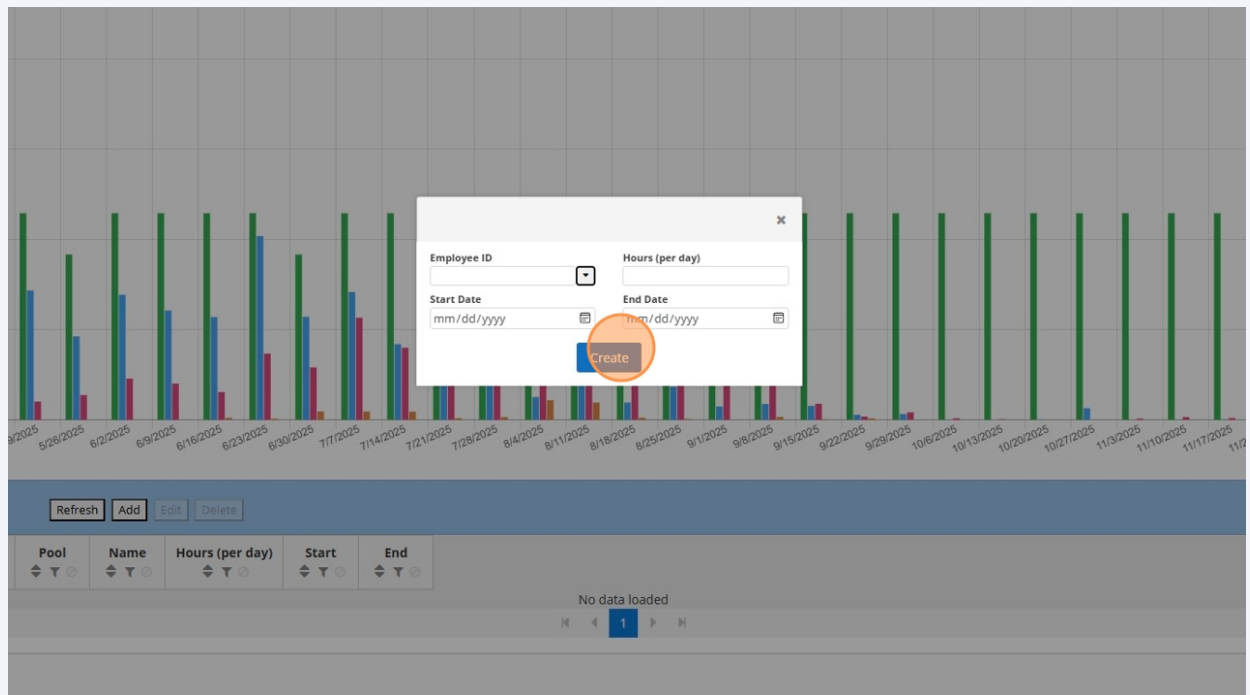 ×
Employee ID Hours (per day)
Start Date End Date
mm/dd/yyyy mm/dd/yyyy
Create
5/26/2025 6/2/2025 6/9/2025 6/16/2025 6/23/2025 6/30/2025 7/7/2025 7/14/2025 7/21/2025 7/28/2025 8/4/2025 8/11/2025 8/18/2025 8/25/2025 9/1/2025 9/8/2025 9/15/2025 9/22/2025 9/29/2025 10/6/2025 10/13/2025 10/20/2025 10/27/2025 11/3/2025 11/10/2025 11/17/2025
Refresh Add Edit Delete
Pool Name Hours (per day) Start End
No data loaded
1